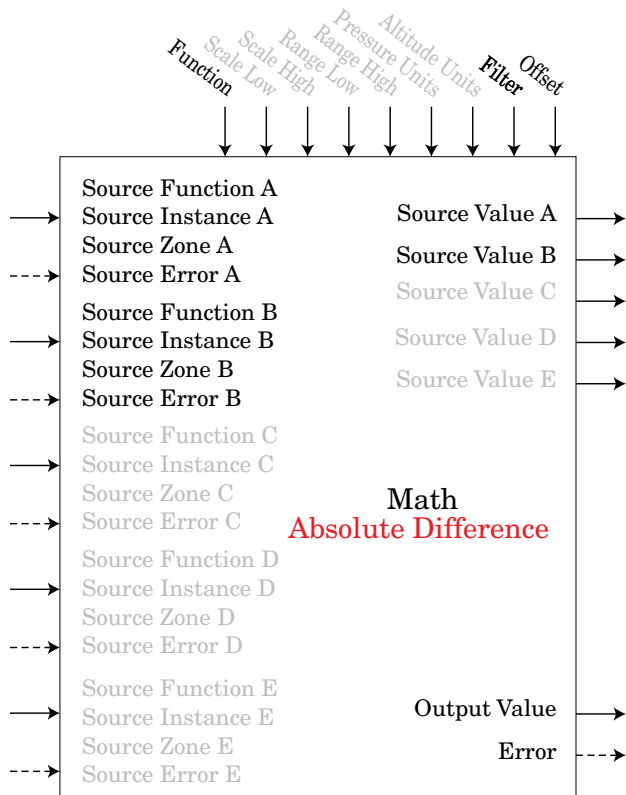 Function
Scale Low
Scale High
Range Low
Range High
Pressure Units
Altitude Units
Filter
Offset
Source Function A
Source Instance A
Source Zone A
Source Error A
Source Function B
Source Instance B
Source Zone B
Source Error B
Source Function C
Source Instance C
Source Zone C
Source Error C
Source Function D
Source Instance D
Source Zone D
Source Error D
Source Function E
Source Instance E
Source Zone E
Source Error E
Source Value A
Source Value B
Source Value C
Source Value D
Source Value E
Math
Absolute Difference
Output Value
Error